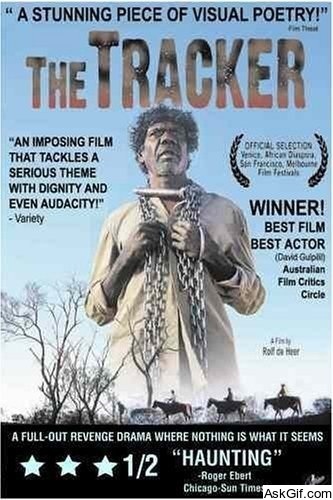 " A STUNNING PIECE OF VISUAL POETRY!"
-Film Threat
THE TRACKER
"AN IMPOSING FILM
THAT TACKLES A
SERIOUS THEME
WITH DIGNITY AND
EVEN AUDACITY!"
- Variety
OFFICIAL SELECTION
Venice, African Diaspora,
San Francisco, Melbourne
Film Festivals
WINNER!
BEST FILM
BEST ACTOR
(David Gulpilil)
Australian
Film Critics
Circle
A Film by
Rolf de Heer
A FULL-OUT REVENGE DRAMA WHERE NOTHING IS WHAT IT SEEMS
★ ★ ★ 1/2 "HAUNTING"
-Roger Ebert
Chicago-Sun Times
AskGif.com